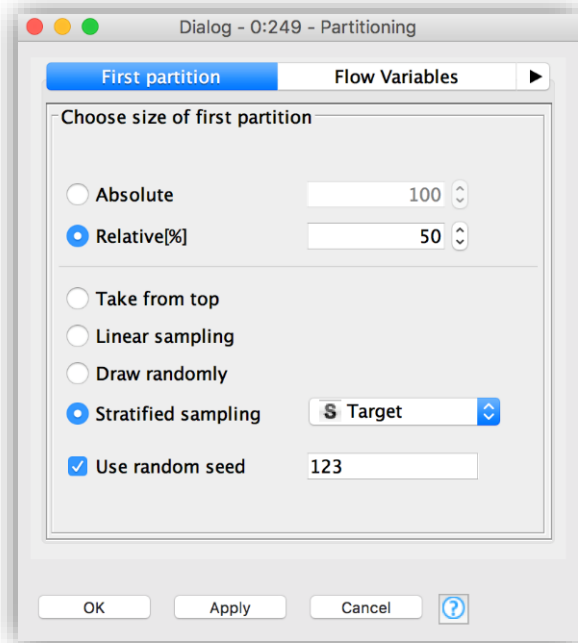 Dialog - 0:249 - Partitioning
First partition Flow Variables
Choose size of first partition
Absolute 100
Relative[%] 50
Take from top
Linear sampling
Draw randomly
Stratified sampling S Target
Use random seed 123
OK Apply Cancel ?